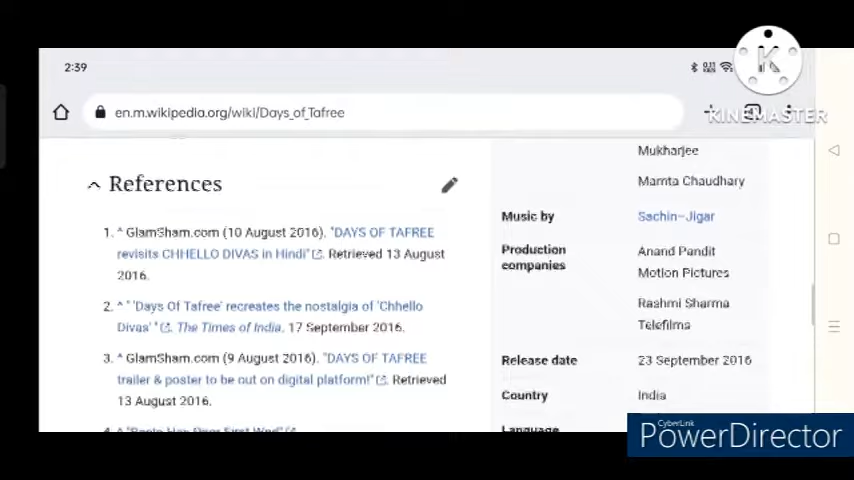 2:39
KINEMASTER
en.m.wikipedia.org/wiki/Days_of_Tafree
References
1. ^ GlamSham.com (10 August 2016). "DAYS OF TAFREE
revisits CHHELLO DIVAS in Hindi". Retrieved 13 August
2016.
2. ^ " 'Days Of Tafree' recreates the nostalgia of 'Chhello
Divas' ". The Times of India. 17 September 2016.
3. ^ GlamSham.com (9 August 2016). "DAYS OF TAFREE
trailer & poster to be out on digital platform!". Retrieved
13 August 2016.
Mukharjee
Mamta Chaudhary
Music by Sachin–Jigar
Production companies
Anand Pandit
Motion Pictures
Rashmi Sharma
Telefilms
Release date 23 September 2016
Country India
Language
CyberLink
PowerDirector